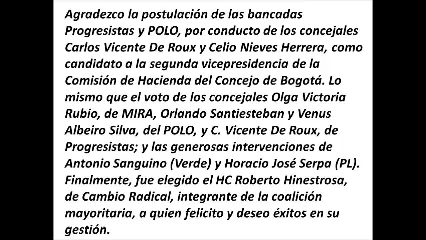 Agradezco la postulación de las bancadas
Progresistas y POLO, por conducto de los concejales
Carlos Vicente De Roux y Celio Nieves Herrera, como
candidato a la segunda vicepresidencia de la
Comisión de Hacienda del Concejo de Bogotá. Lo
mismo que el voto de los concejales Olga Victoria
Rubio, de MIRA, Orlando Santiesteban y Venus
Albeiro Silva, del POLO, y C. Vicente De Roux, de
Progresistas; y las generosas intervenciones de
Antonio Sanguino (Verde) y Horacio José Serpa (PL).
Finalmente, fue elegido el HC Roberto Hinestrosa,
de Cambio Radical, integrante de la coalición
mayoritaria, a quien felicito y deseo éxitos en su
gestión.